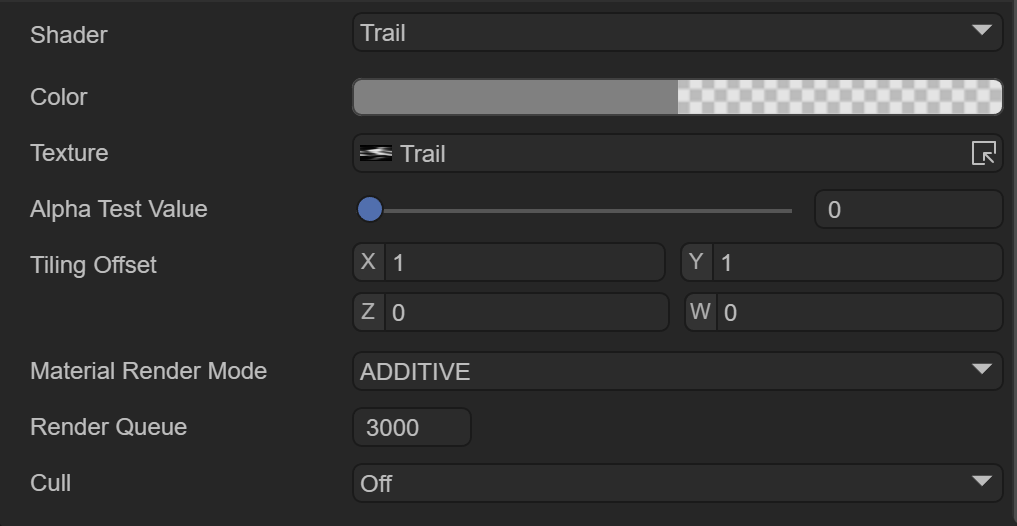 Shader Trail
Color
Texture Trail
Alpha Test Value 0
Tiling Offset X 1 Y 1
Z 0 W 0
Material Render Mode ADDITIVE
Render Queue 3000
Cull Off